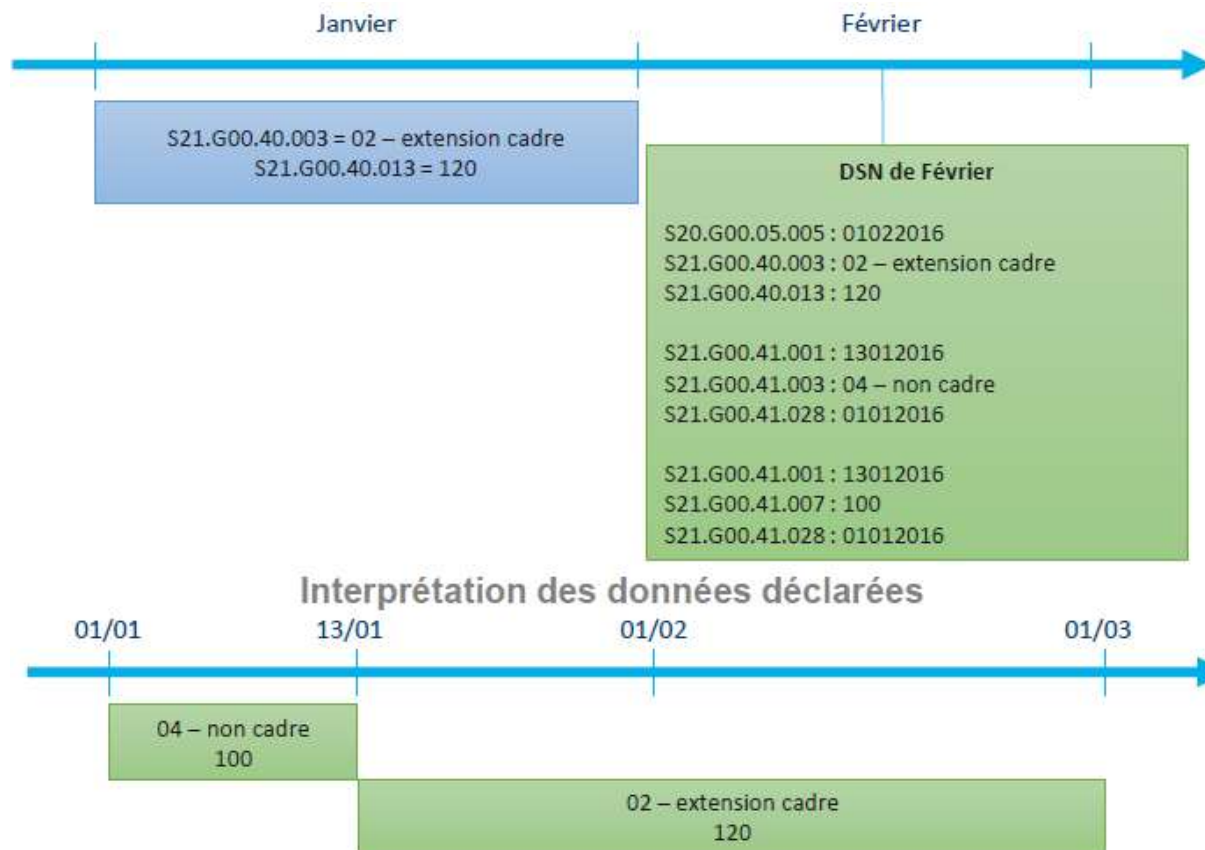 Janvier
Février
S21.G00.40.003 = 02 – extension cadre
S21.G00.40.013 = 120
DSN de Février
S20.G00.05.005 : 01022016
S21.G00.40.003 : 02 – extension cadre
S21.G00.40.013 : 120
S21.G00.41.001 : 13012016
S21.G00.41.003 : 04 – non cadre
S21.G00.41.028 : 01012016
S21.G00.41.001 : 13012016
S21.G00.41.007 : 100
S21.G00.41.028 : 01012016
Interprétation des données déclarées
01/01
13/01
01/02
01/03
04 – non cadre
100
02 – extension cadre
120